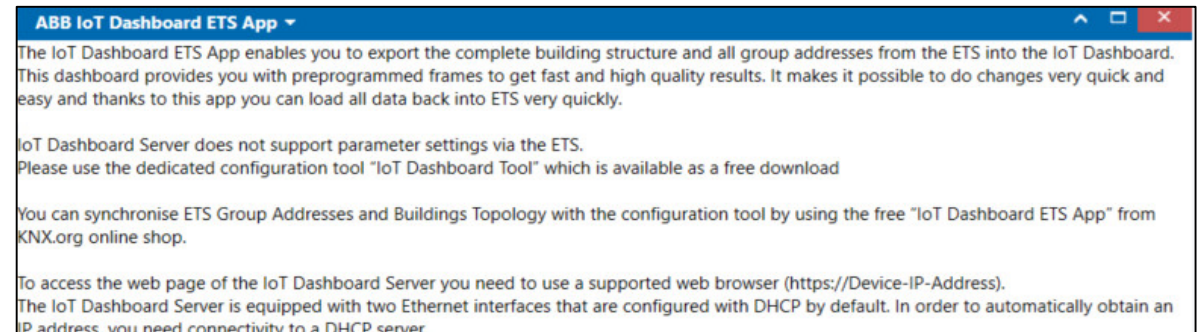 ABB IoT Dashboard ETS App
The IoT Dashboard ETS App enables you to export the complete building structure and all group addresses from the ETS into the IoT Dashboard.
This dashboard provides you with preprogrammed frames to get fast and high quality results. It makes it possible to do changes very quick and
easy and thanks to this app you can load all data back into ETS very quickly.
IoT Dashboard Server does not support parameter settings via the ETS.
Please use the dedicated configuration tool "IoT Dashboard Tool" which is available as a free download
You can synchronise ETS Group Addresses and Buildings Topology with the configuration tool by using the free "IoT Dashboard ETS App" from
KNX.org online shop.
To access the web page of the IoT Dashboard Server you need to use a supported web browser (https://Device-IP-Address).
The IoT Dashboard Server is equipped with two Ethernet interfaces that are configured with DHCP by default. In order to automatically obtain an
IP address, you need connectivity to a DHCP server